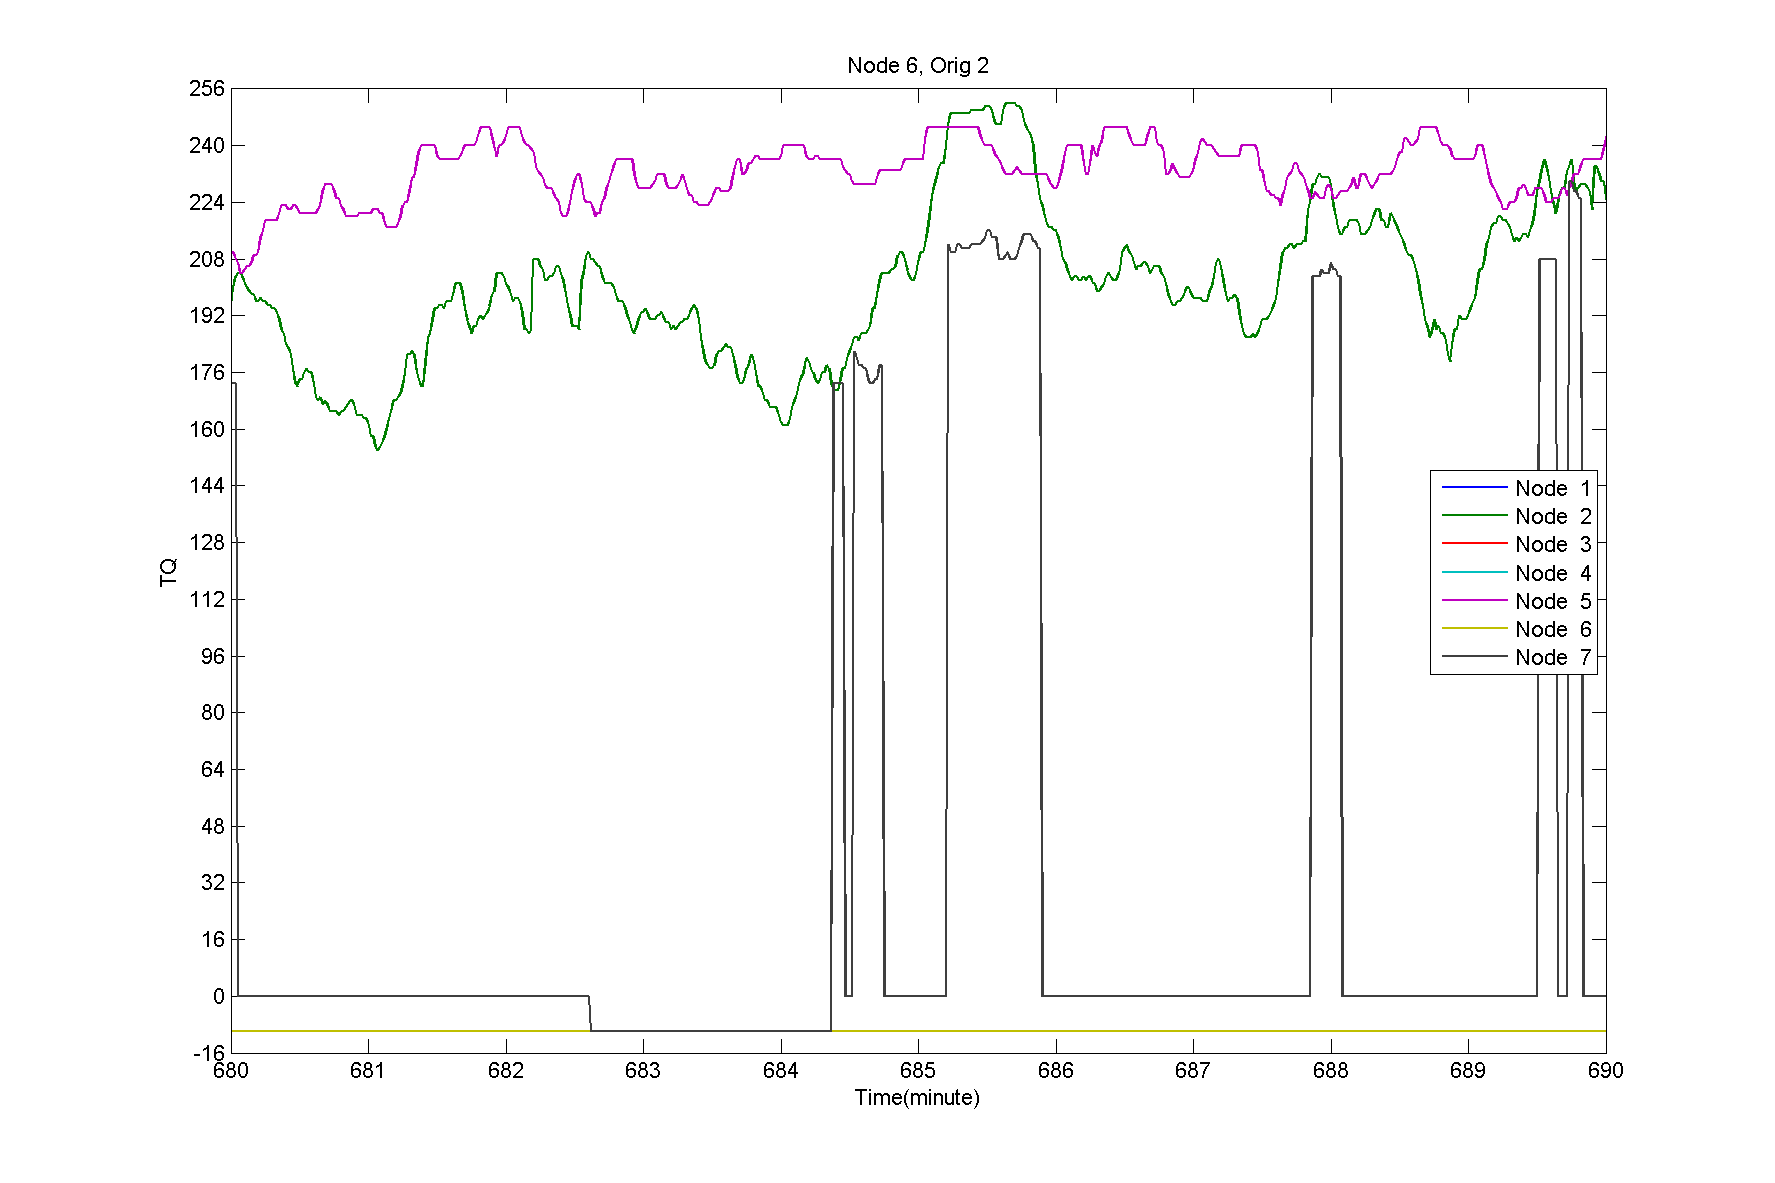 Node 6, Orig 2
256
240
224
208
192
176
160
144
128
112
96
80
64
48
32
16
0
-16
TQ
Node 1
Node 2
Node 3
Node 4
Node 5
Node 6
Node 7
680 681 682 683 684 685 686 687 688 689 690
Time(minute)